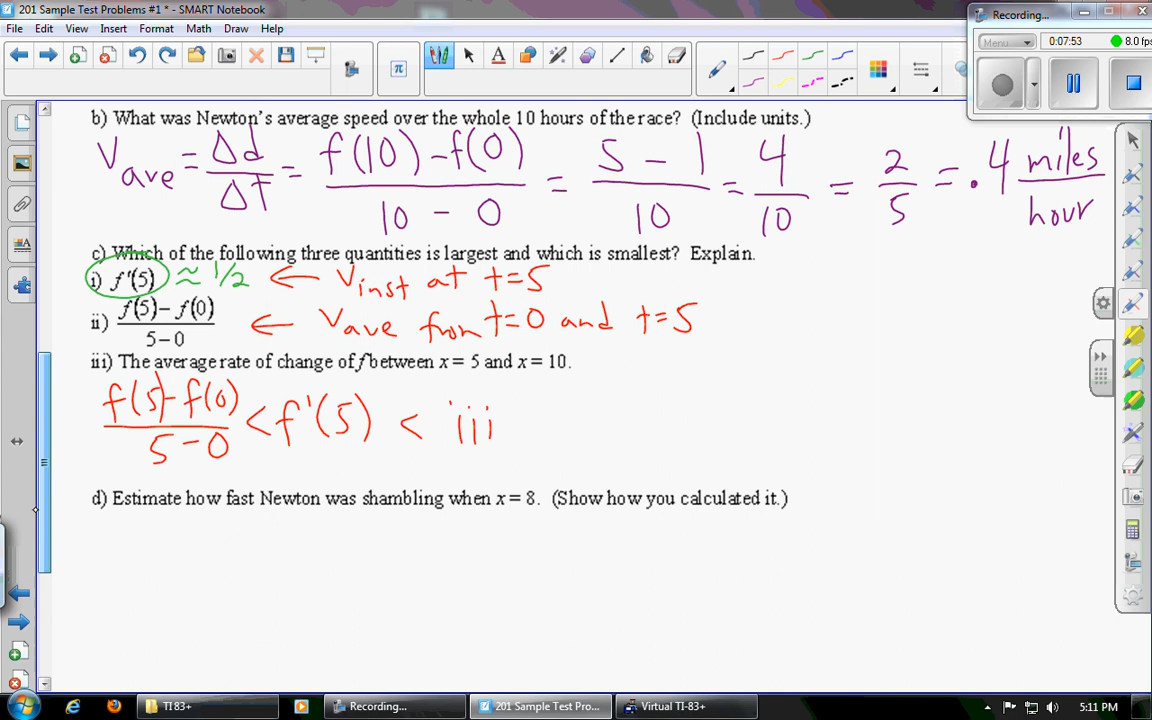 201 Sample Test Problems #1 * - SMART Notebook
File Edit View Insert Format Math Draw Help
Recording...
Menu
0:07:53
8.0 fps
π
A
b) What was Newton's average speed over the whole 10 hours of the race? (Include units.)
Vave = Δd/ΔT = f(10) - f(0) / 10 - 0 = 5 - 1 / 10 = 4/10 = 2/5 = .4 miles/hour
c) Which of the following three quantities is largest and which is smallest? Explain.
i) f'(5) ≈ 1/2 ← Vinst at t=5
ii) f(5) - f(0) / 5 - 0 ← Vave from t=0 and t=5
iii) The average rate of change of f between x = 5 and x = 10.
f(5) - f(0) / 5 - 0 < f'(5) < iii
d) Estimate how fast Newton was shambling when x = 8. (Show how you calculated it.)
TI 83+
Recording...
201 Sample Test Pro...
Virtual TI-83+
5:11 PM